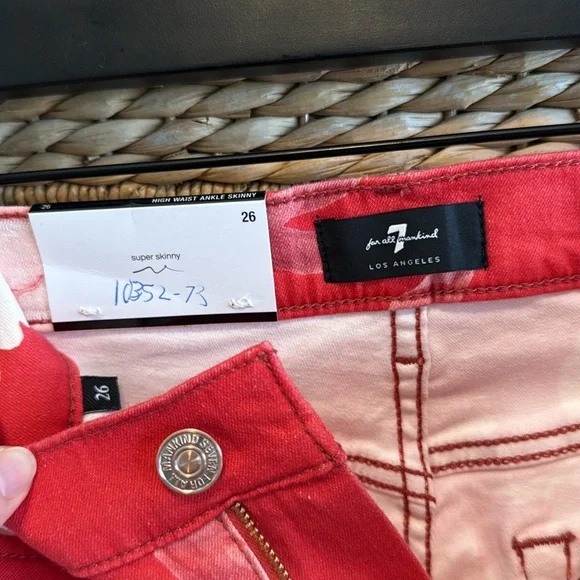 26 HIGH WAIST ANKLE SKINNY
26
super skinny
10352-73
7
for all mankind
LOS ANGELES
26
MANKIND SEVEN FOR ALL